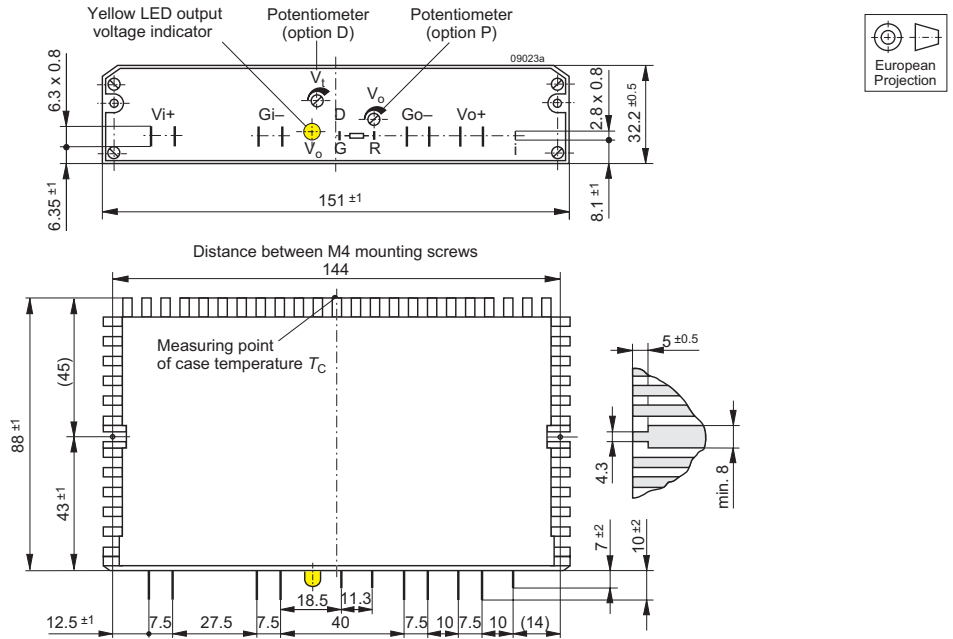 Yellow LED output
voltage indicator
Potentiometer
(option D)
Potentiometer
(option P)
09023a
European
Projection
6.3 x 0.8
Vi+
Gi–
Vt
Vo
D
Vo
G
R
Go–
Vo+
i
2.8 x 0.8
32.2 ±0.5
6.35 ±1
151 ±1
8.1 ±1
Distance between M4 mounting screws
144
Measuring point
of case temperature TC
88 ±1
(45)
43 ±1
5 ±0.5
4.3
min. 8
7 ±2
10 ±2
18.5
11.3
12.5 ±1
7.5
27.5
7.5
40
7.5
10
7.5
10
(14)